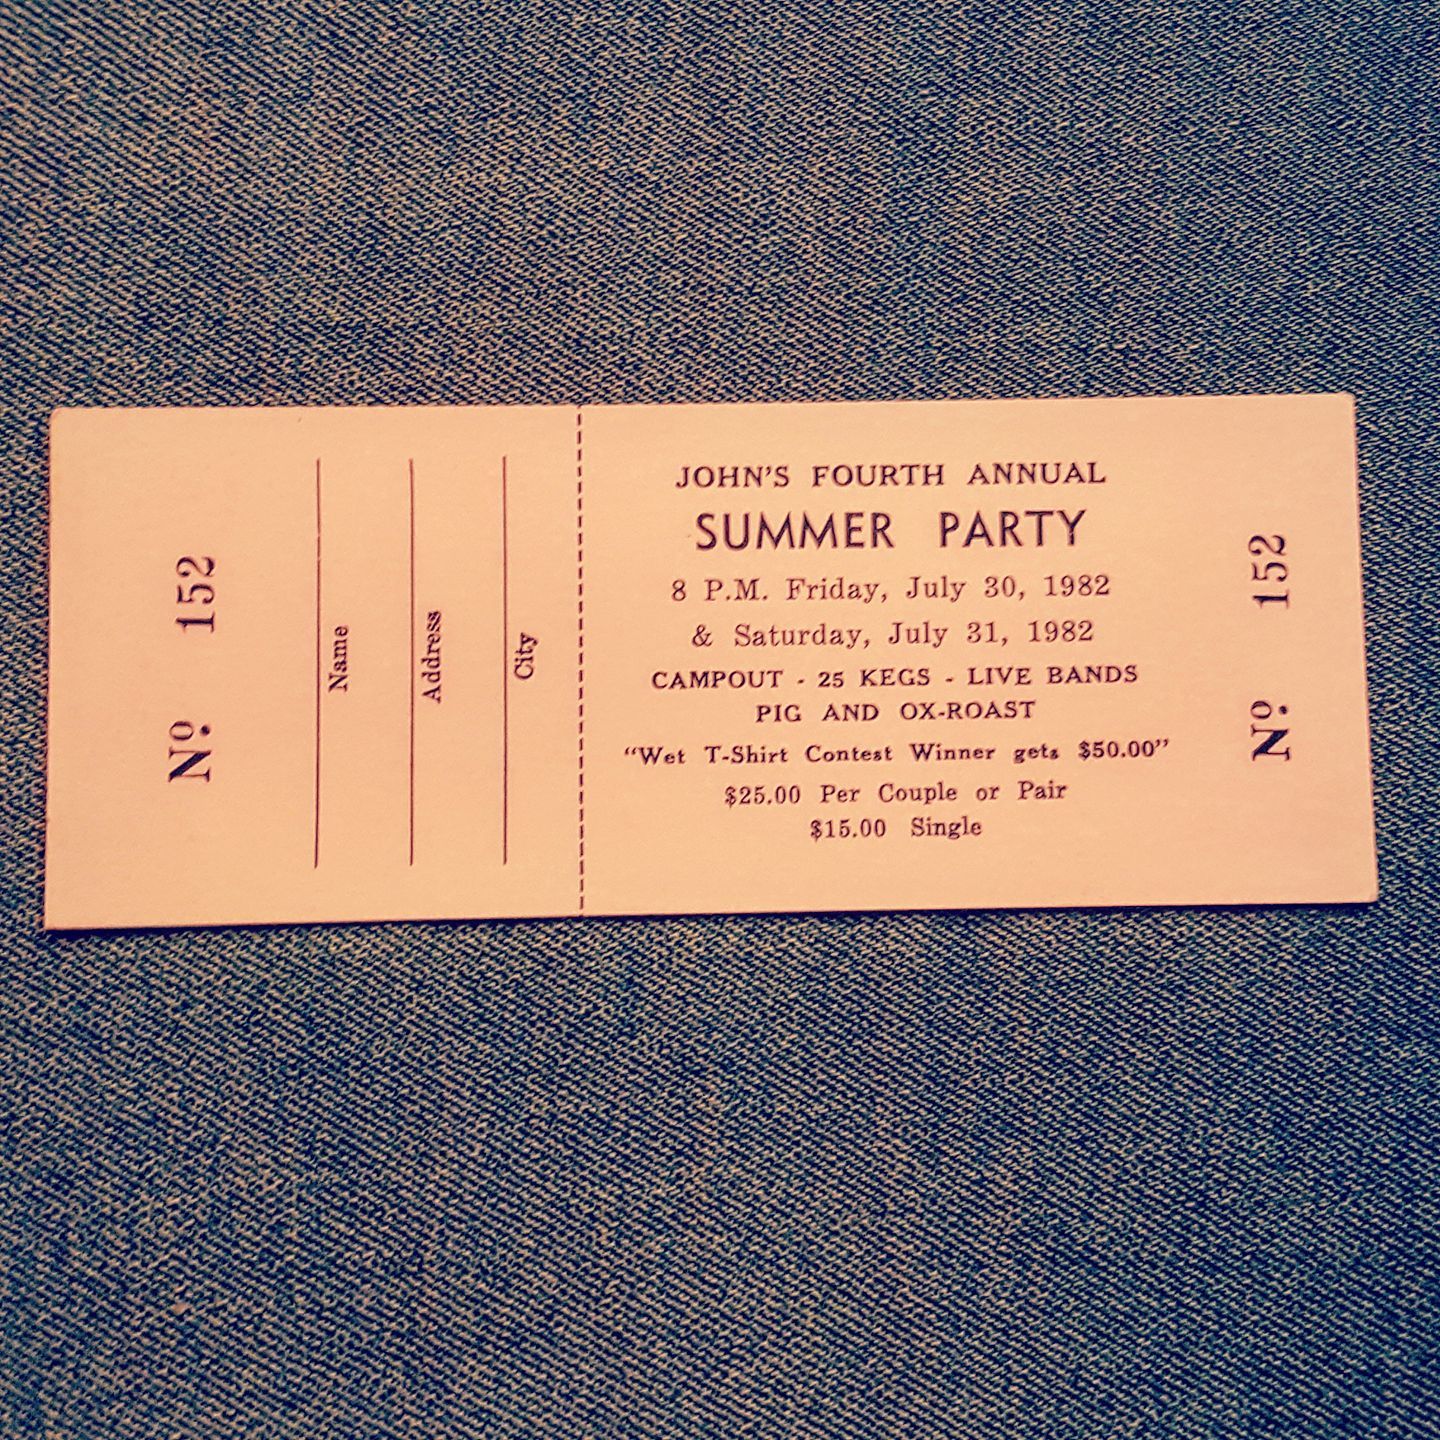 No. 152
Name
Address
City
JOHN'S FOURTH ANNUAL
SUMMER PARTY
8 P.M. Friday, July 30, 1982
& Saturday, July 31, 1982
CAMPOUT - 25 KEGS - LIVE BANDS
PIG AND OX-ROAST
"Wet T-Shirt Contest Winner gets $50.00"
$25.00 Per Couple or Pair
$15.00 Single
No. 152